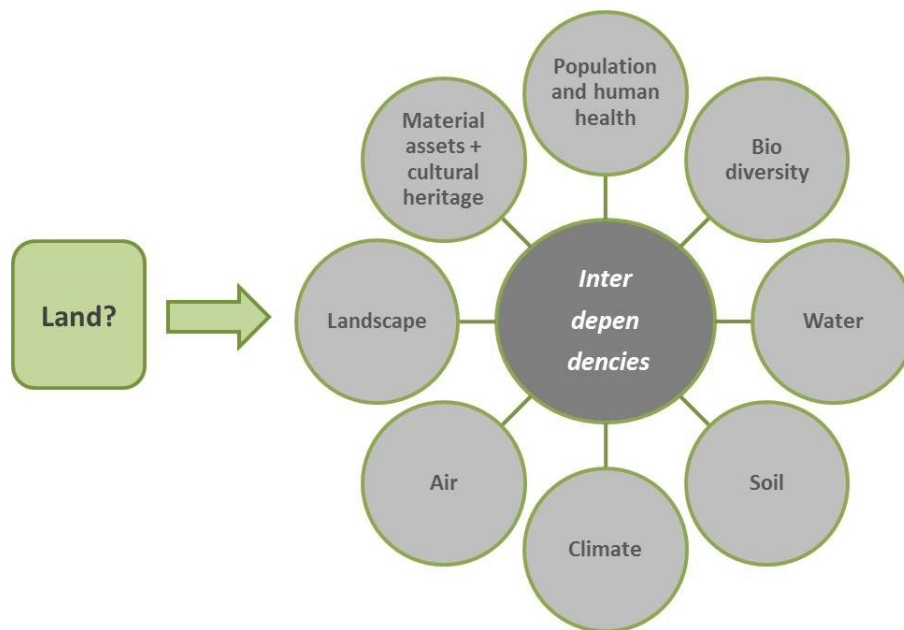 Land?
Population
and human
health
Bio
diversity
Water
Soil
Climate
Air
Landscape
Material
assets +
cultural
heritage
Inter
depen
dencies